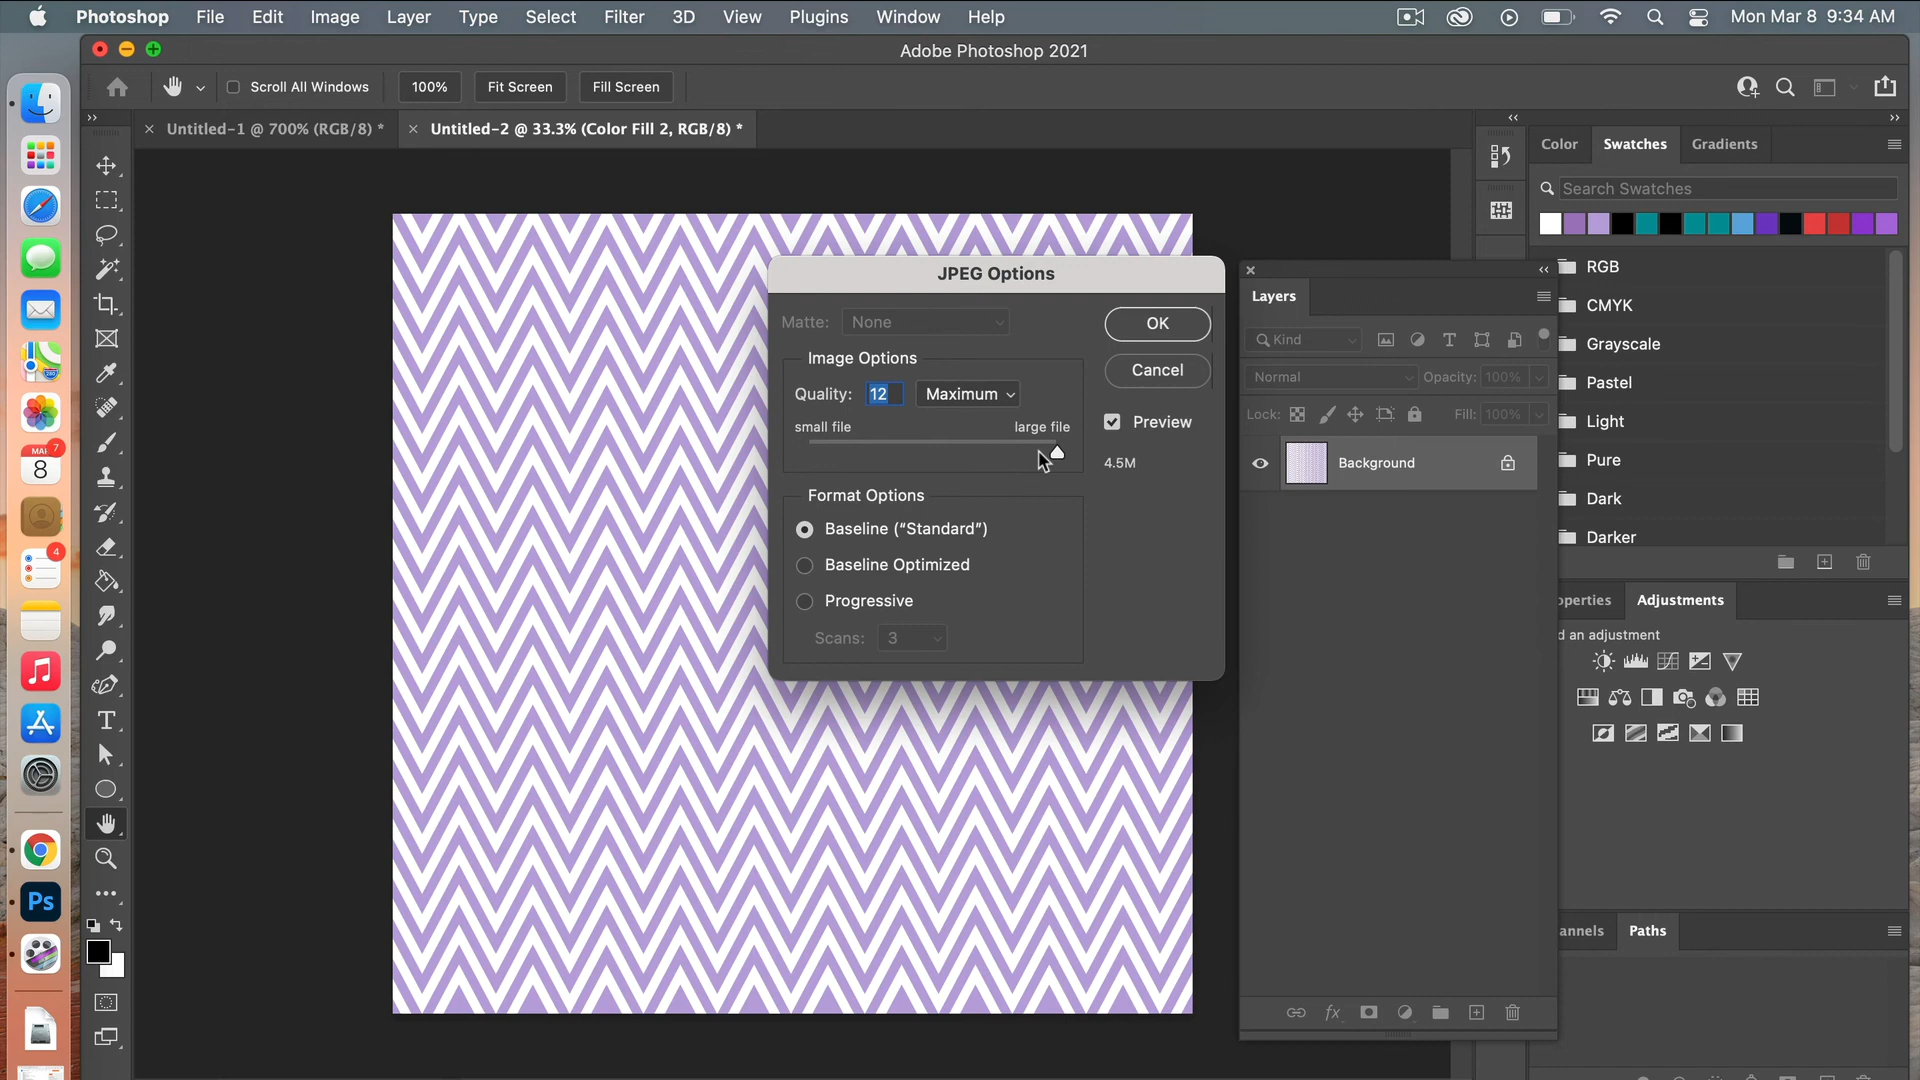 Photoshop File Edit Image Layer Type Select Filter 3D View Plugins Window Help Mon Mar 8 9:34 AM
Adobe Photoshop 2021
Scroll All Windows 100% Fit Screen Fill Screen
Untitled-1 @ 700% (RGB/8) * Untitled-2 @ 33.3% (Color Fill 2, RGB/8) *
Color Swatches Gradients
Search Swatches
RGB
CMYK
Grayscale
Pastel
Light
Pure
Dark
Darker
JPEG Options
Matte: None
OK
Image Options
Cancel
Quality: 12 Maximum
small file large file
Preview
4.5M
Format Options
Baseline (“Standard”)
Baseline Optimized
Progressive
Scans: 3
Layers
Kind
Normal Opacity: 100%
Lock: Fill: 100%
Background
operties Adjustments
d an adjustment
annels Paths
MAR
7
8
4
Ps
280